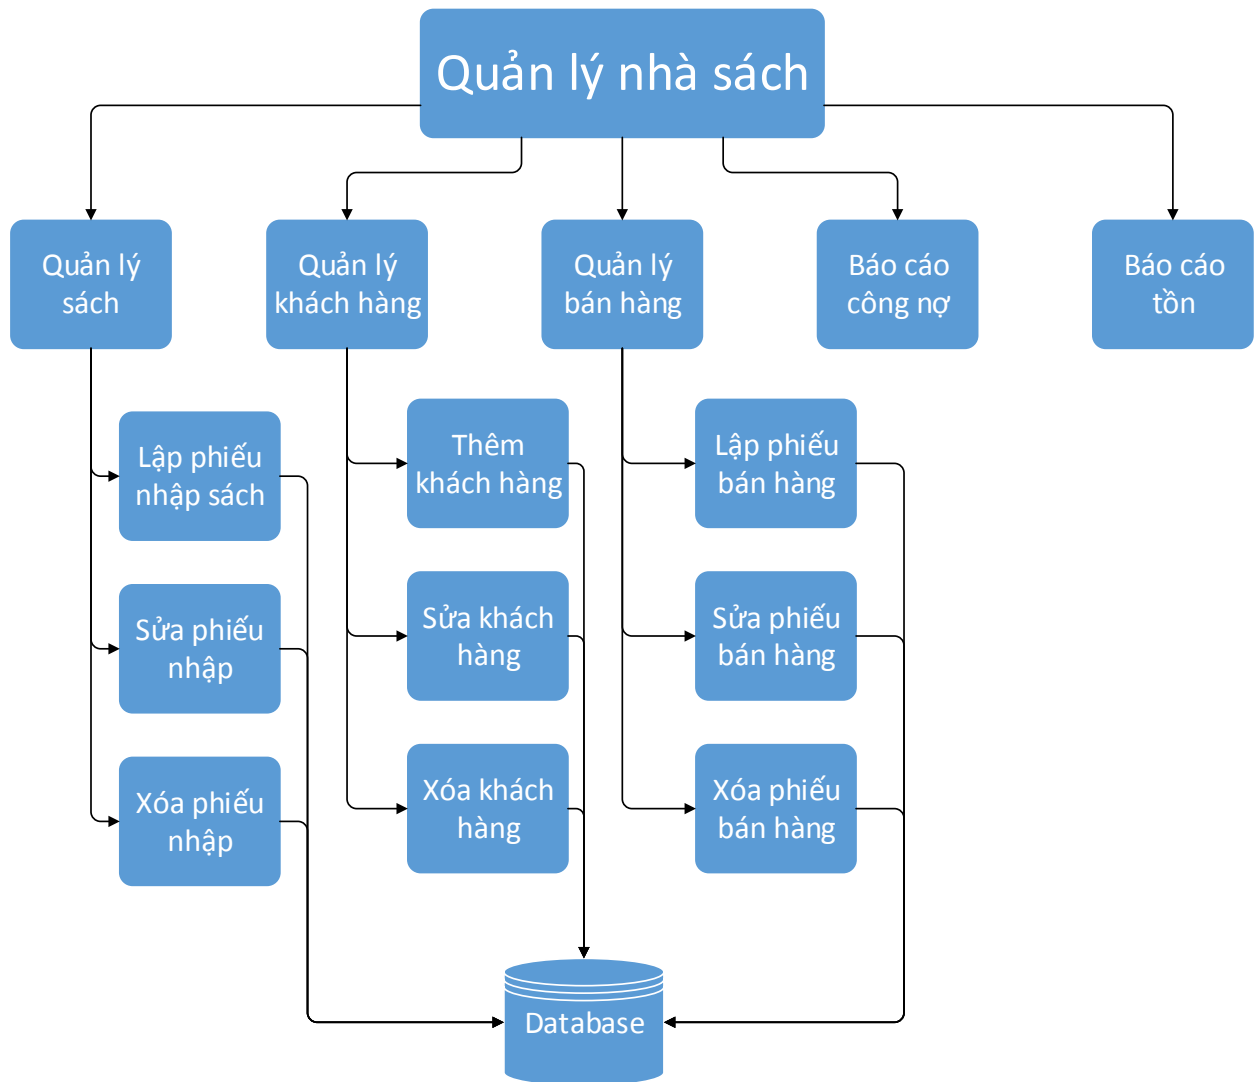 Quản lý nhà sách
Quản lý
sách
Quản lý
khách hàng
Quản lý
bán hàng
Báo cáo
công nợ
Báo cáo
tồn
Lập phiếu
nhập sách
Thêm
khách hàng
Lập phiếu
bán hàng
Sửa phiếu
nhập
Sửa khách
hàng
Sửa phiếu
bán hàng
Xóa phiếu
nhập
Xóa khách
hàng
Xóa phiếu
bán hàng
Database